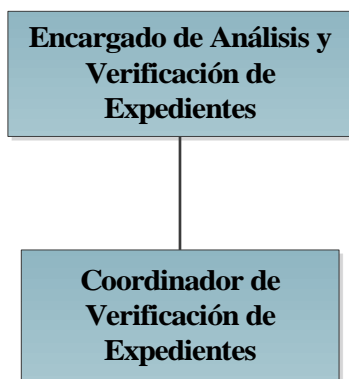 Encargado de Análisis y
Verificación de
Expedientes
Coordinador de
Verificación de
Expedientes